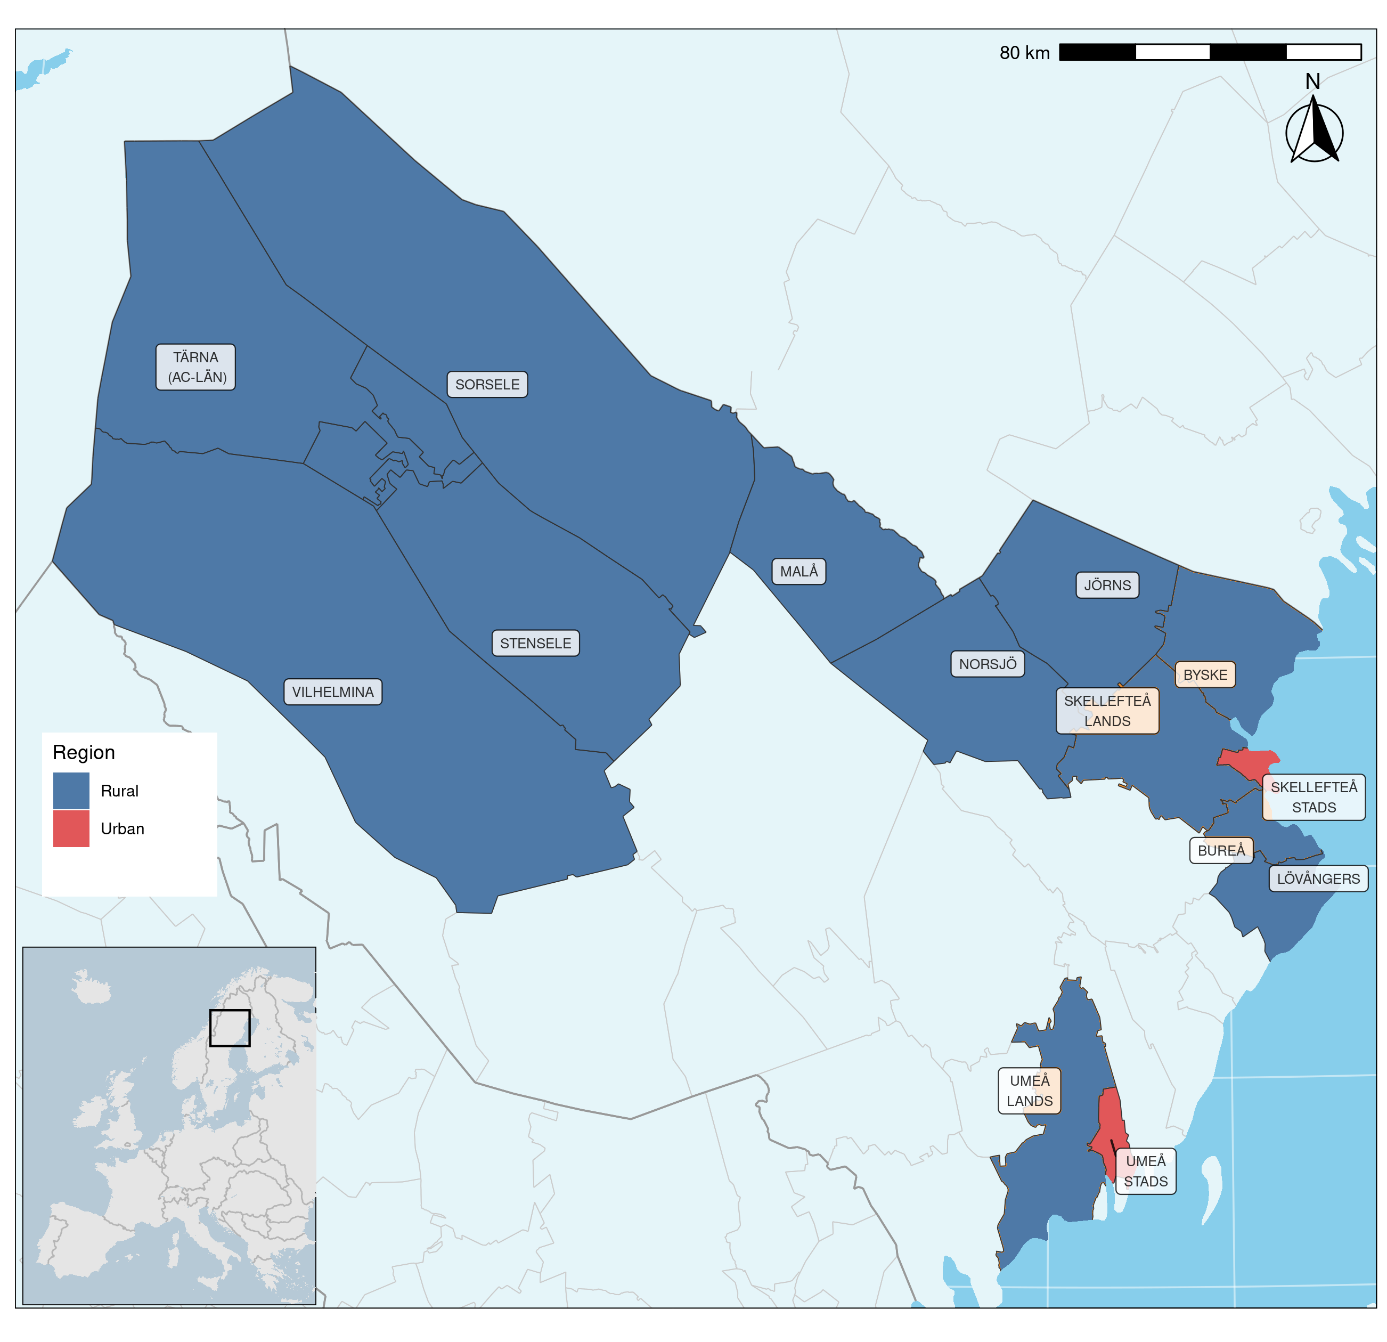 80 km
N
TÄRNA
(AC-LÄN)
SORSELE
MALÅ
JÖRNS
STENSELE
NORSJÖ
BYSKE
VILHELMINA
SKELLEFTEÅ
LANDS
Region
Rural
Urban
SKELLEFTEÅ
STADS
BUREÅ
LÖVÅNGERS
UMEÅ
LANDS
UMEÅ
STADS